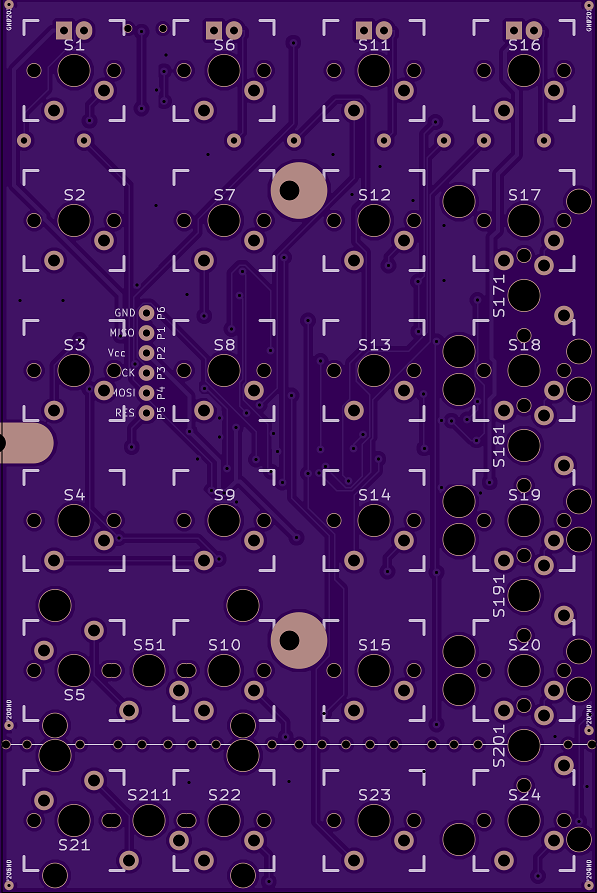 S1 S6 S11 S16
S2 S7 S12 S17
S171
GND P6
MISO P1
Vcc P2
CK P3
MOSI P4
RES P5
S3 S8 S13 S18
S181
S4 S9 S14 S19
S191
S5 S51 S10 S15 S20
S201
S21 S211 S22 S23 S24